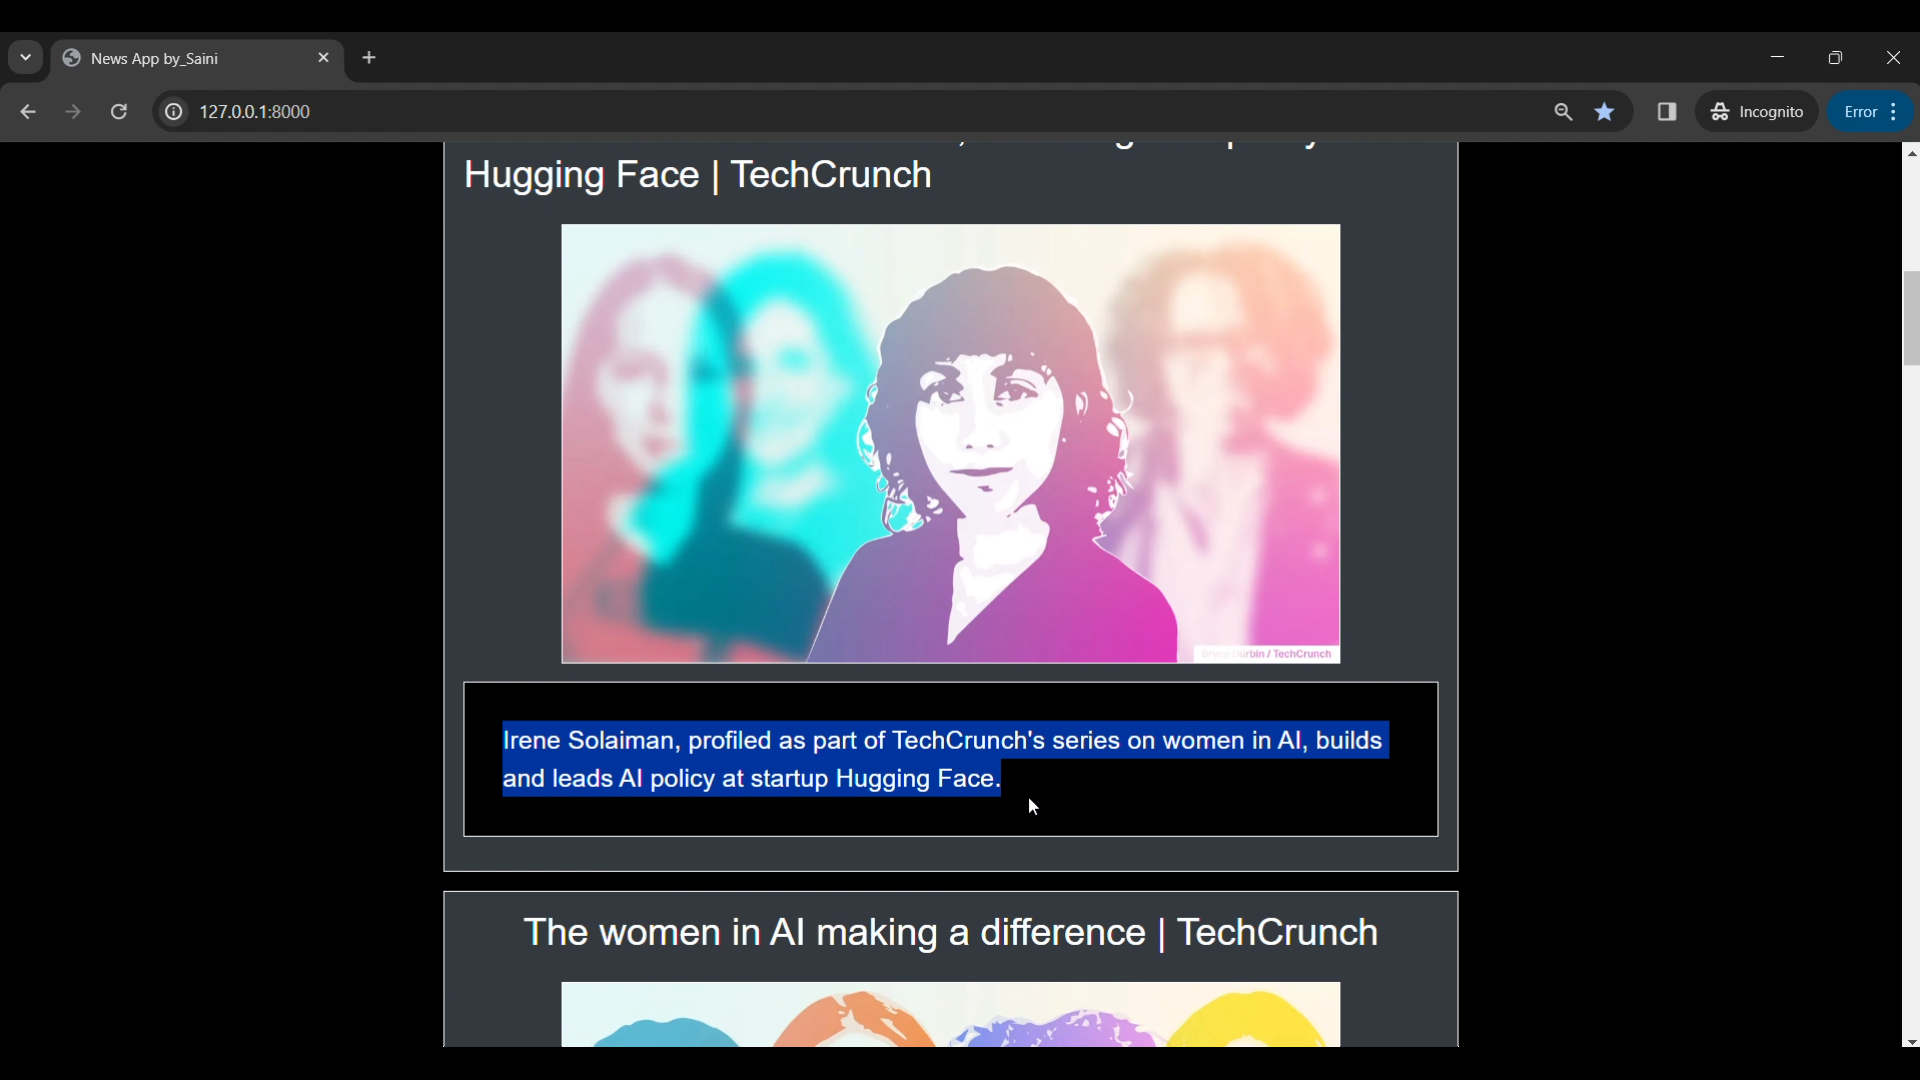 News App by_Saini
127.0.0.1:8000
Incognito
Error
Hugging Face | TechCrunch
Durbin / TechCrunch
Irene Solaiman, profiled as part of TechCrunch's series on women in AI, builds
and leads AI policy at startup Hugging Face.
The women in AI making a difference | TechCrunch